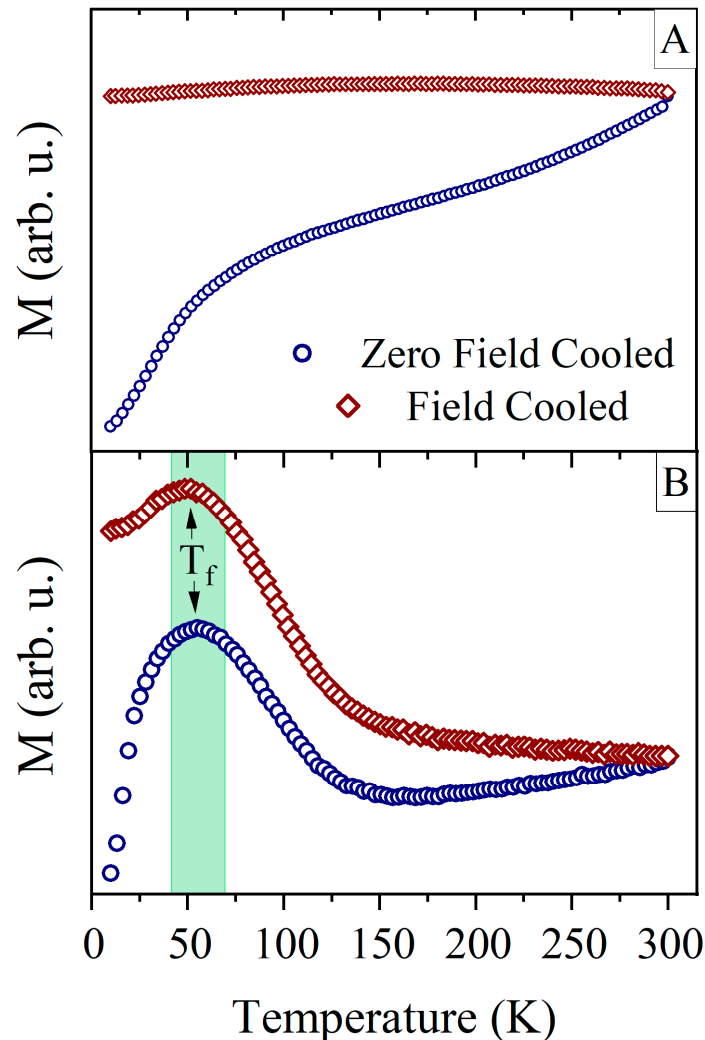 A
M (arb. u.)
Zero Field Cooled
Field Cooled
B
M (arb. u.)
T_f
0 50 100 150 200 250 300
Temperature (K)